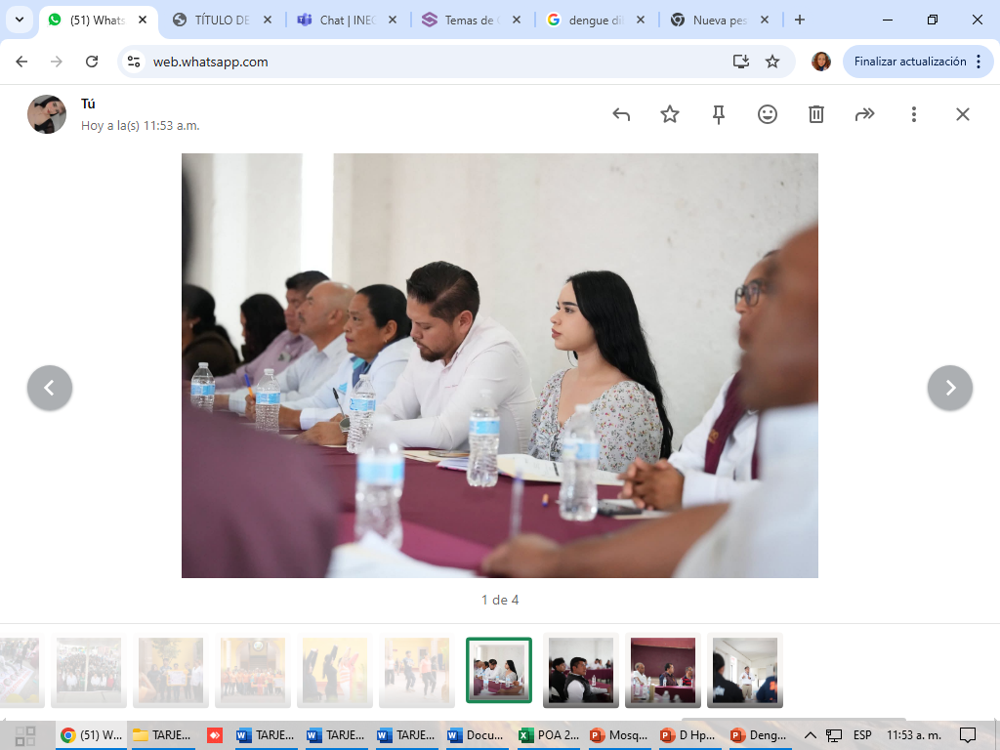 (51) Whats
TÍTULO DE
Chat | INEG
Temas de
dengue di
Nueva pes
web.whatsapp.com
Finalizar actualización
Tú
Hoy a la(s) 11:53 a.m.
1 de 4
(51) W...
TARJE...
TARJE...
TARJE...
TARJE...
Docu...
POA 2...
Mosq...
D Hp...
Deng...
ESP
11:53 a. m.